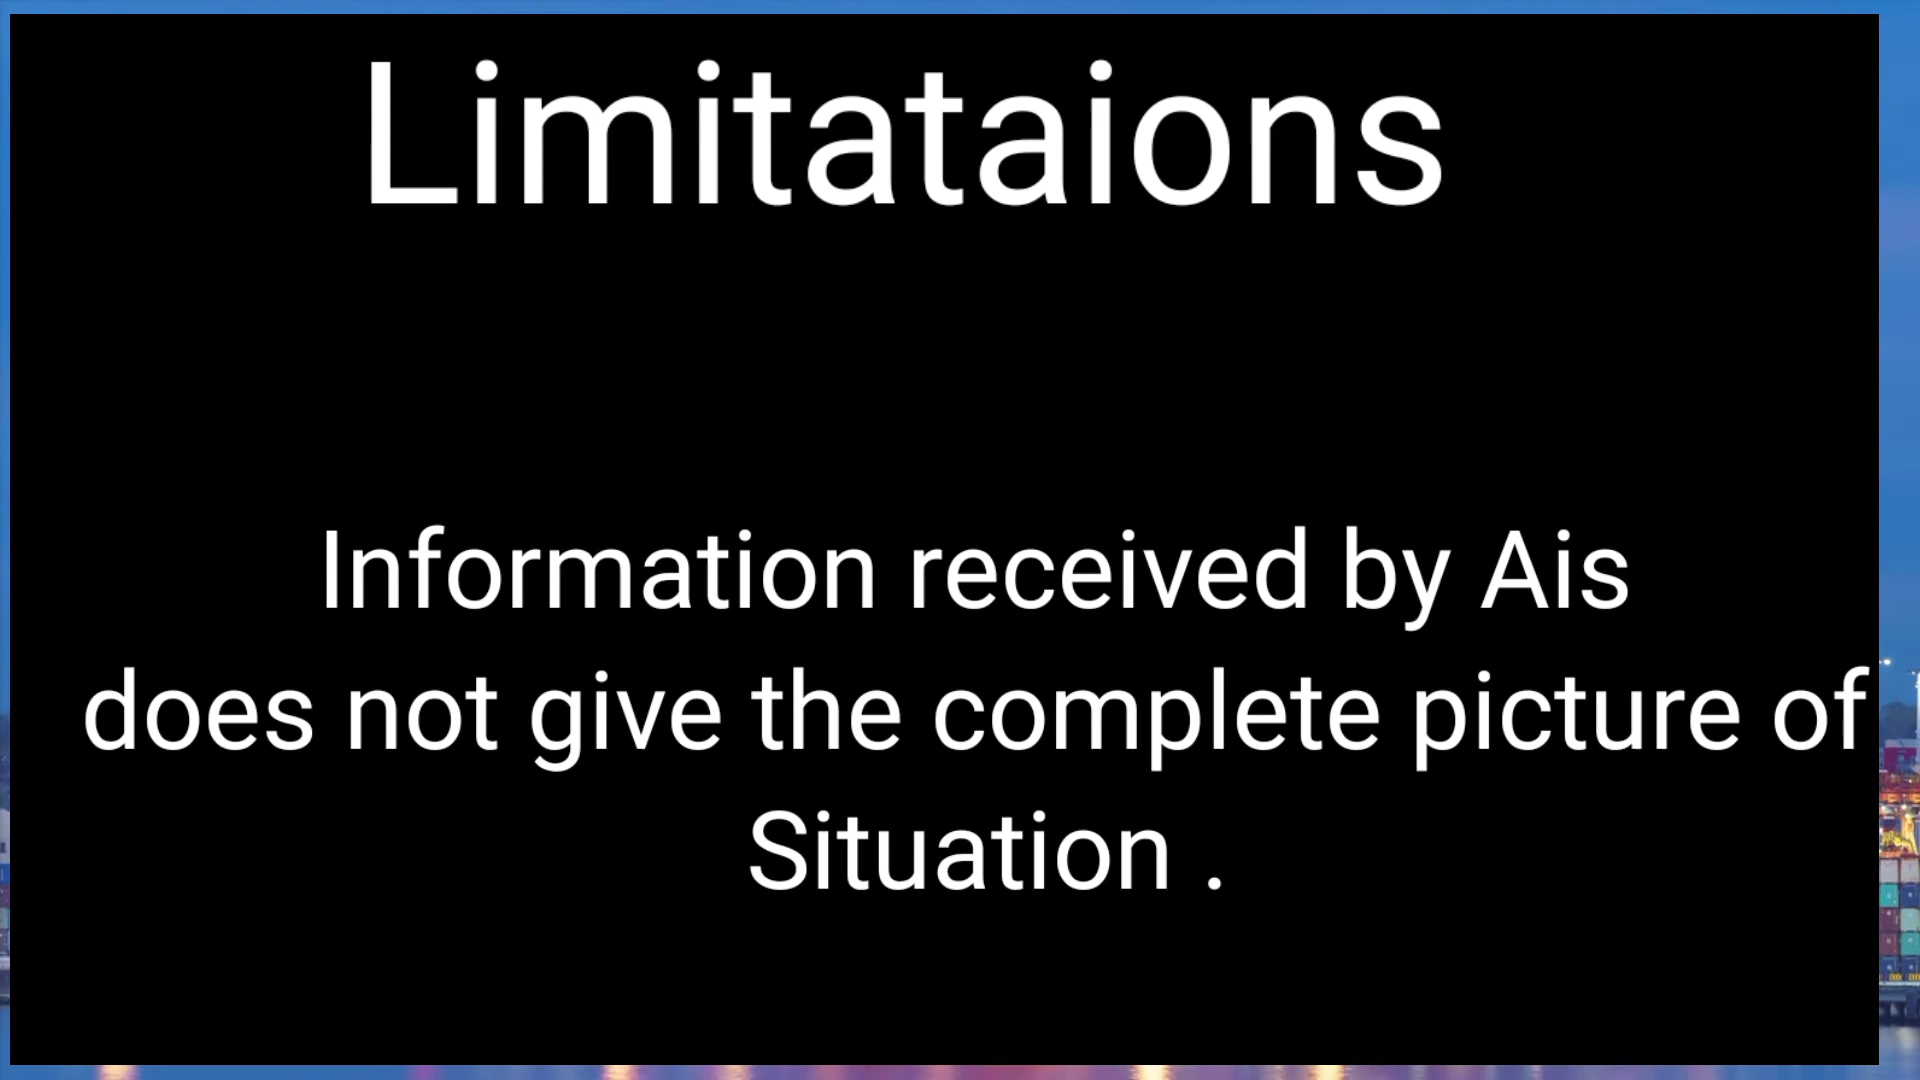 Limitataions
Information received by Ais
does not give the complete picture of
Situation .